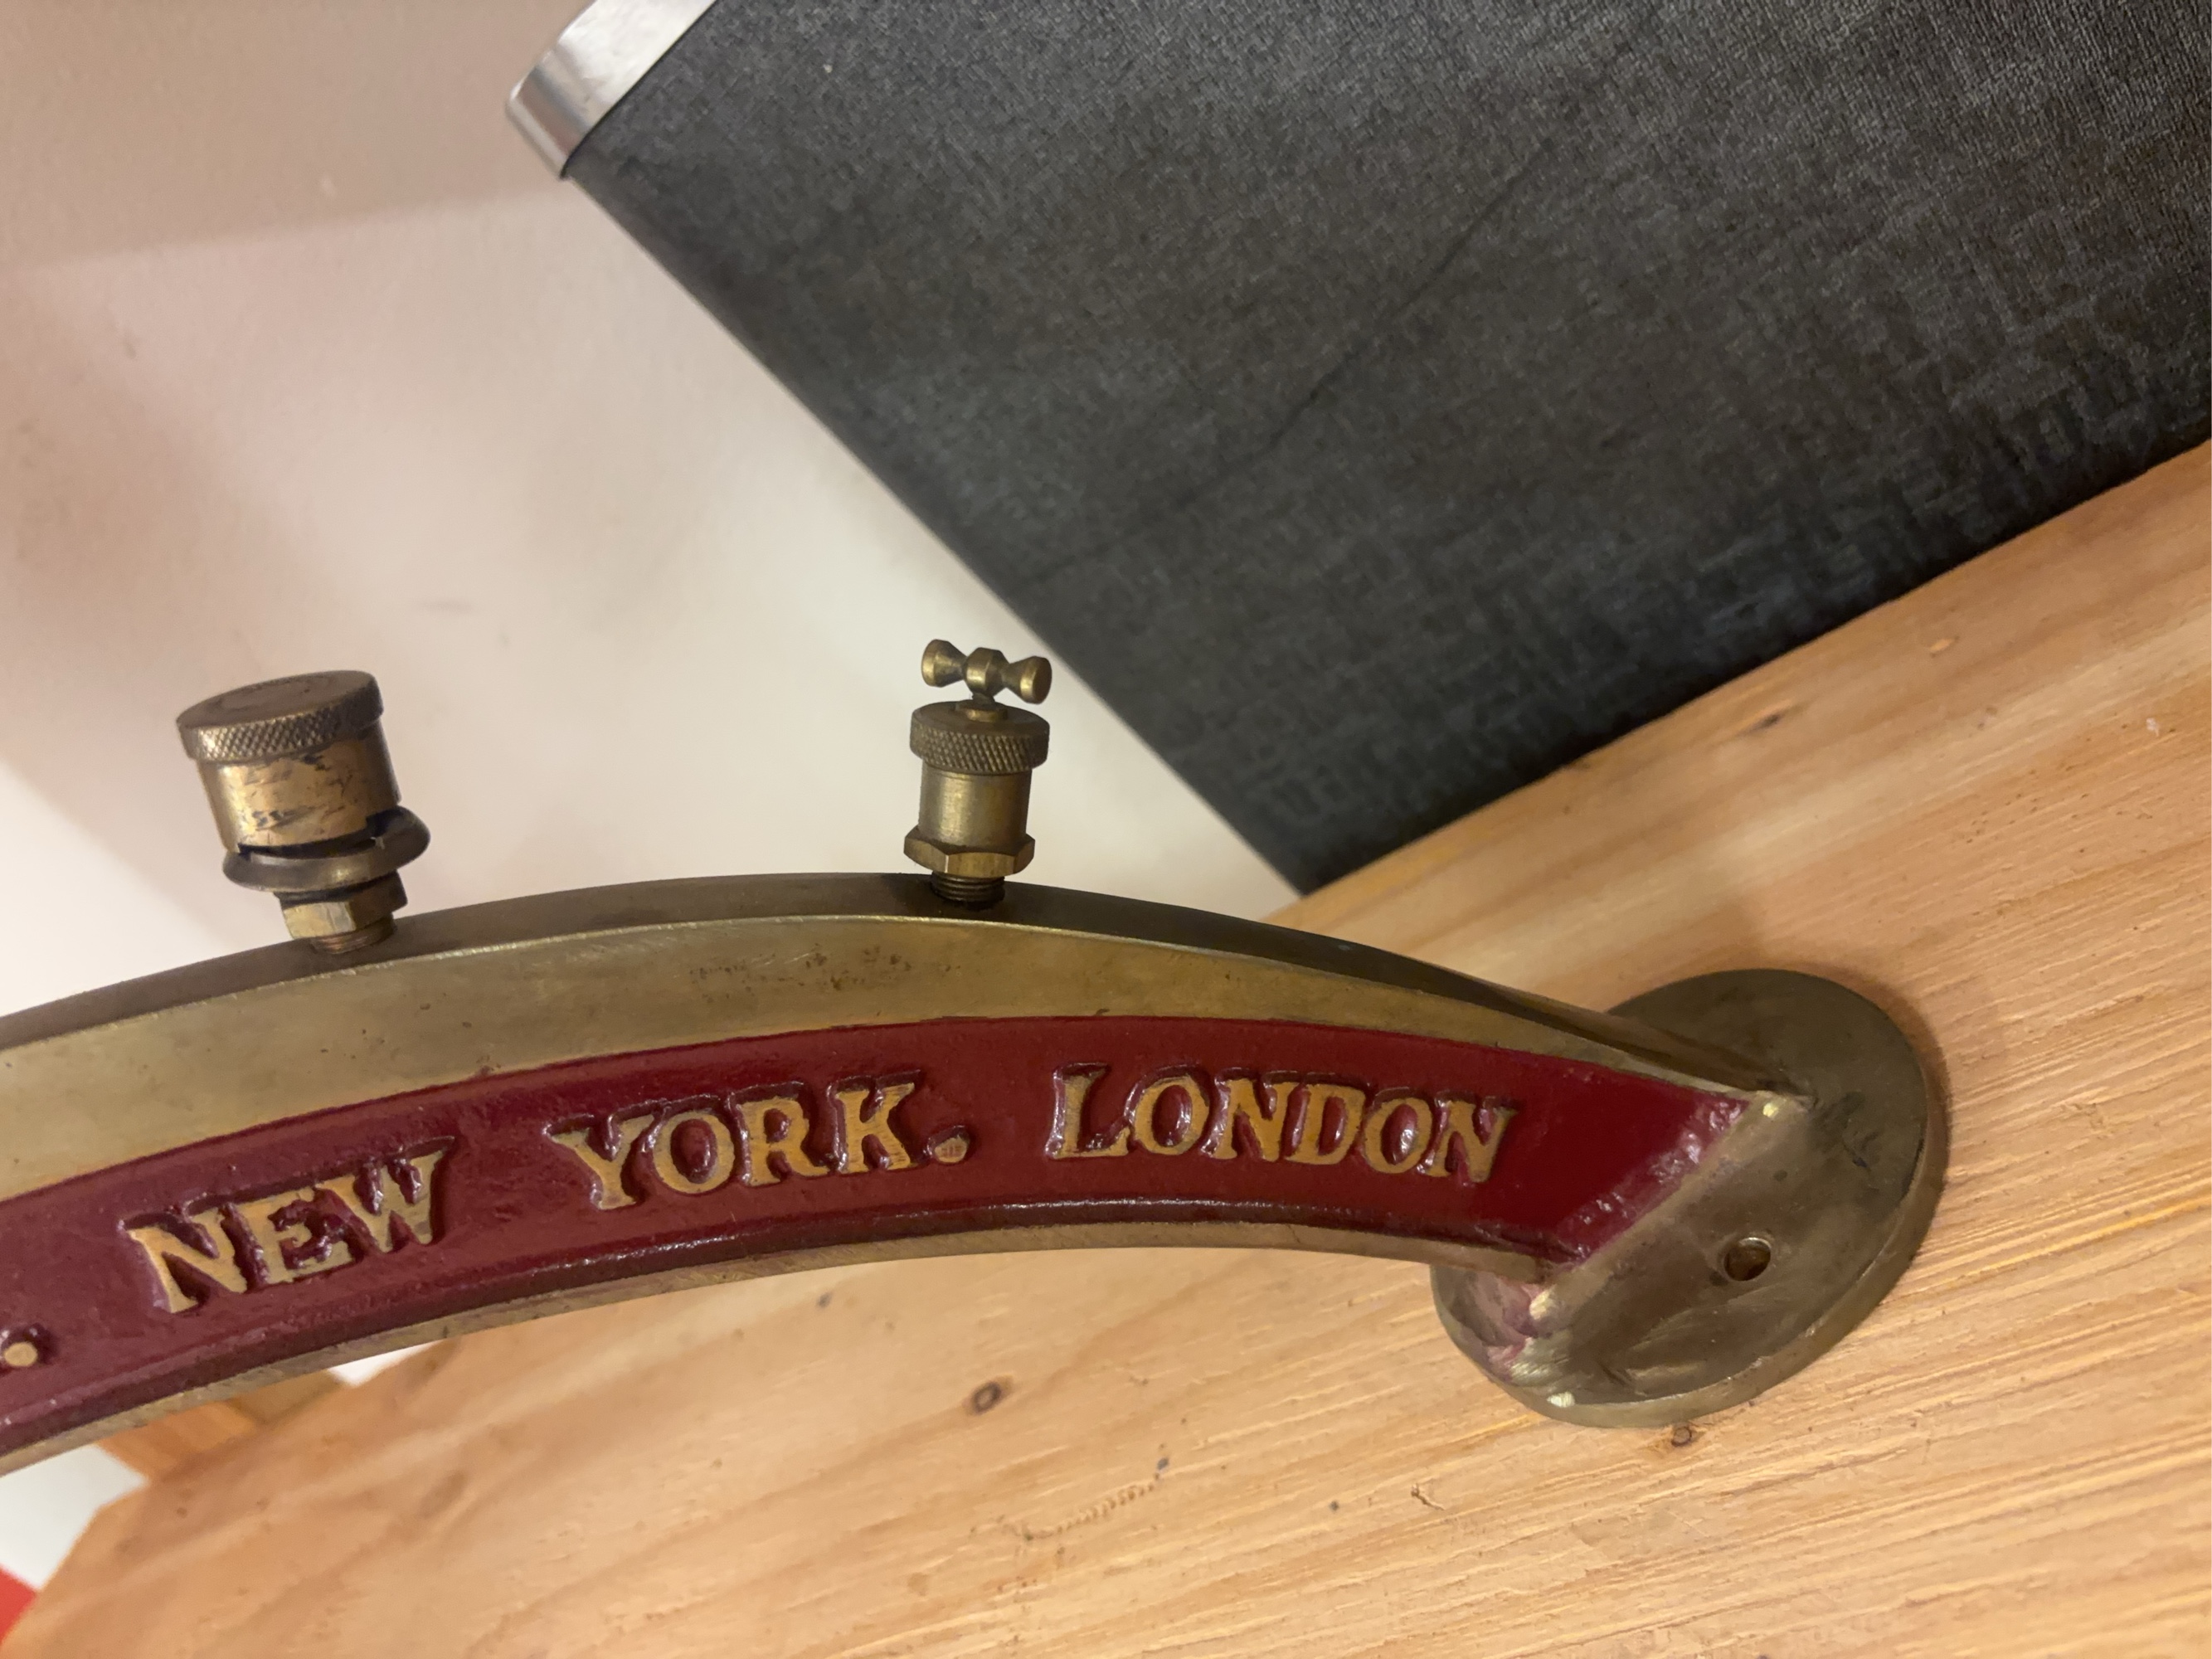 . NEW YORK. LONDON